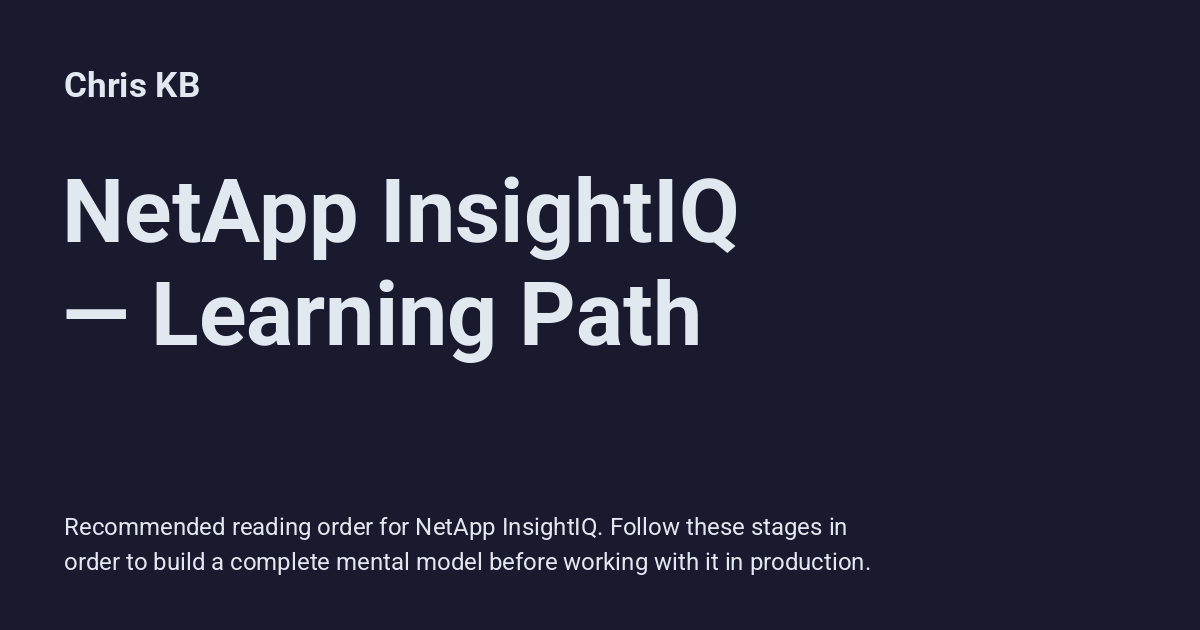 Chris KB
NetApp InsightIQ
— Learning Path
Recommended reading order for NetApp InsightIQ. Follow these stages in
order to build a complete mental model before working with it in production.